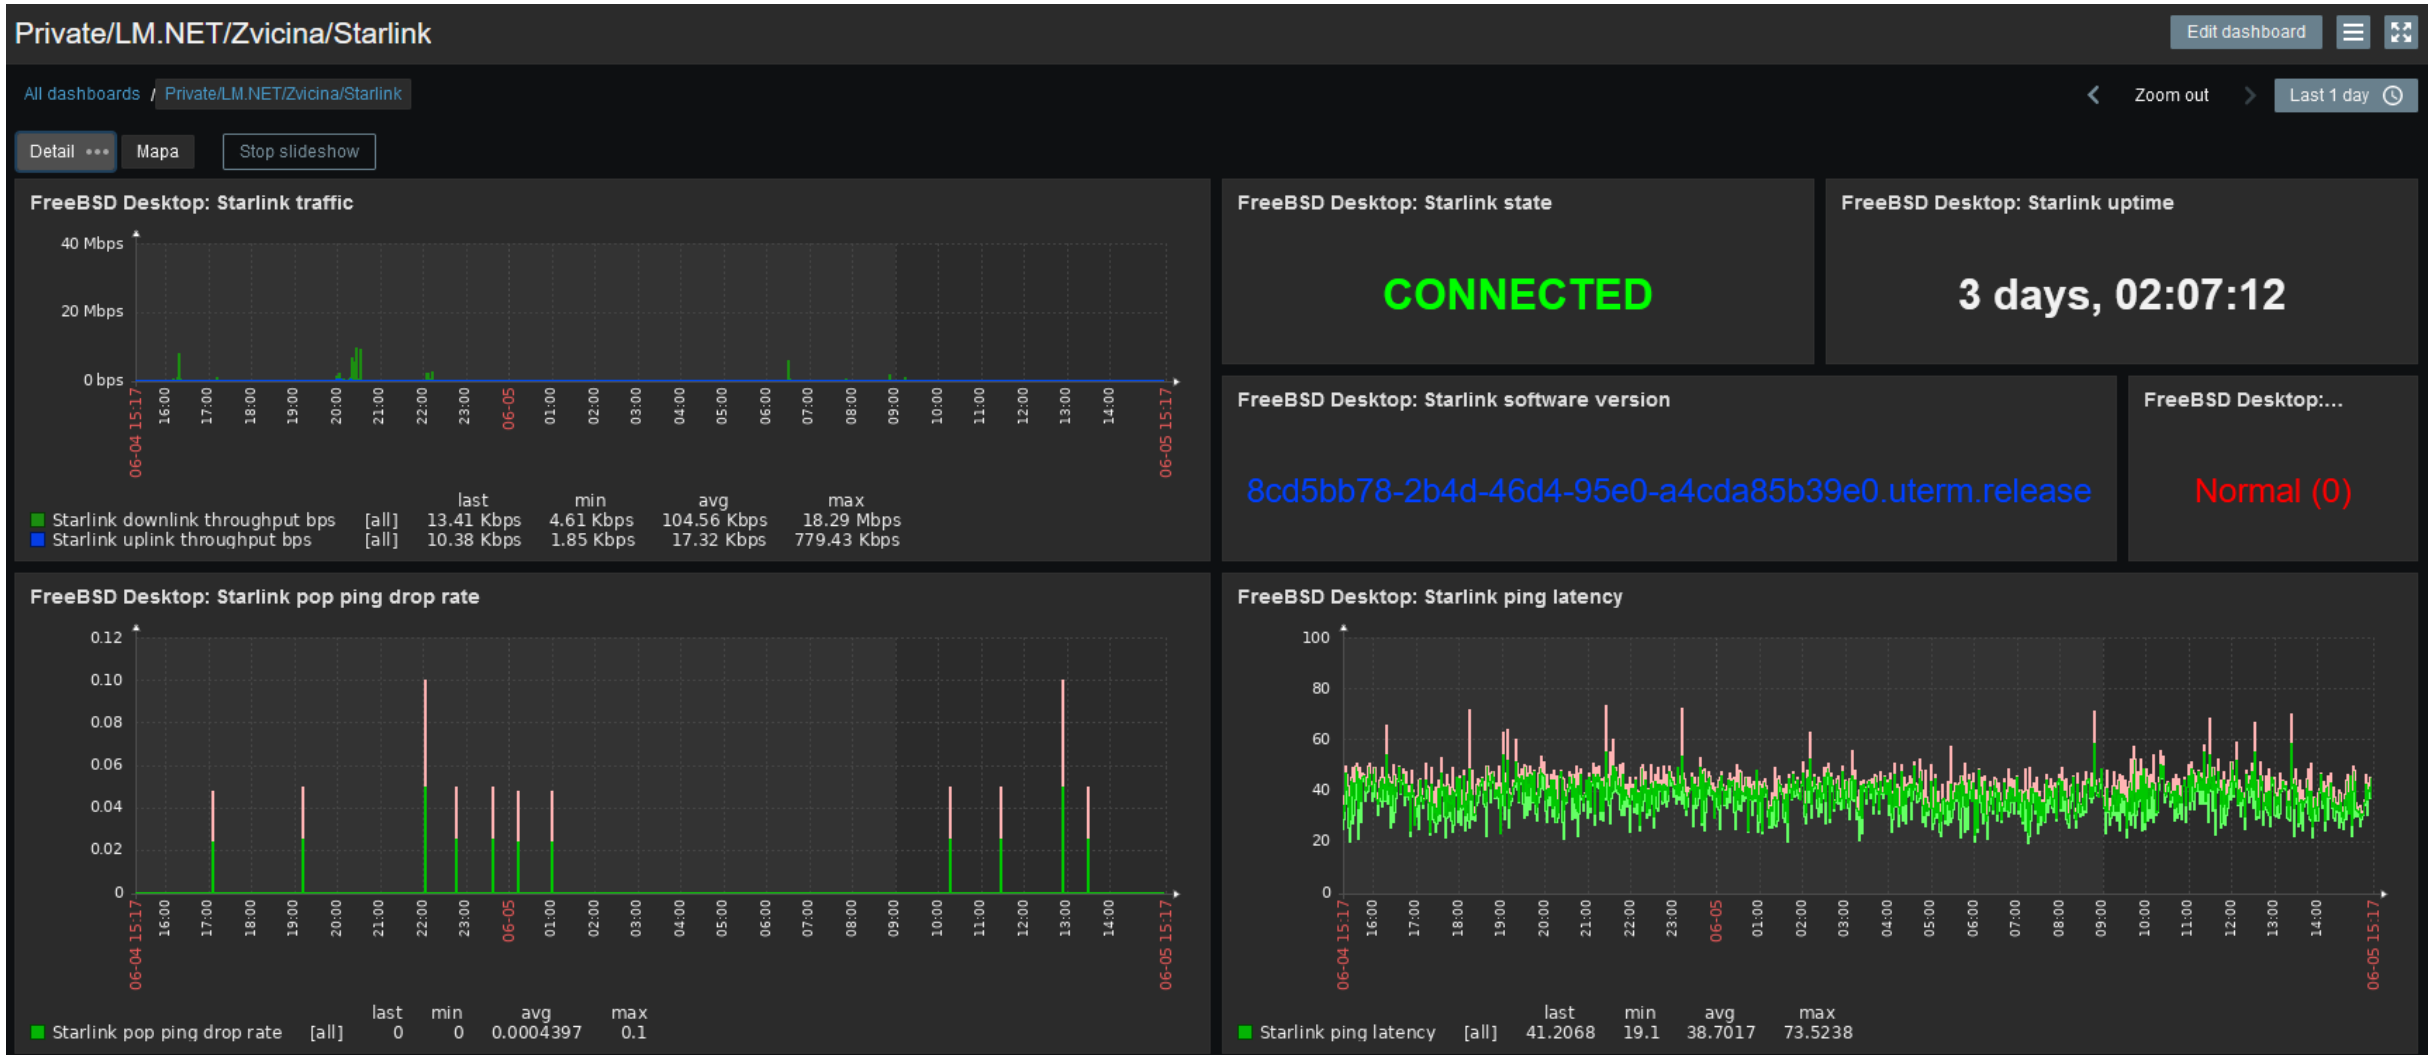 Private/LM.NET/Zvicina/Starlink
Edit dashboard
All dashboards / Private/LM.NET/Zvicina/Starlink
Zoom out
Last 1 day
Detail
Mapa
Stop slideshow
FreeBSD Desktop: Starlink traffic
40 Mbps
20 Mbps
0 bps
06-04 15:17 16:00 17:00 18:00 19:00 20:00 21:00 22:00 23:00 06-05 01:00 02:00 03:00 04:00 05:00 06:00 07:00 08:00 09:00 10:00 11:00 12:00 13:00 14:00 06-05 15:17
last min avg max
Starlink downlink throughput bps [all] 13.41 Kbps 4.61 Kbps 104.56 Kbps 18.29 Mbps
Starlink uplink throughput bps [all] 10.38 Kbps 1.85 Kbps 17.32 Kbps 779.43 Kbps
FreeBSD Desktop: Starlink state
CONNECTED
FreeBSD Desktop: Starlink uptime
3 days, 02:07:12
FreeBSD Desktop: Starlink software version
8cd5bb78-2b4d-46d4-95e0-a4cda85b39e0.uterm.release
FreeBSD Desktop:...
Normal (0)
FreeBSD Desktop: Starlink pop ping drop rate
0.12
0.10
0.08
0.06
0.04
0.02
0
06-04 15:17 16:00 17:00 18:00 19:00 20:00 21:00 22:00 23:00 06-05 01:00 02:00 03:00 04:00 05:00 06:00 07:00 08:00 09:00 10:00 11:00 12:00 13:00 14:00 06-05 15:17
last min avg max
Starlink pop ping drop rate [all] 0 0 0.0004397 0.1
FreeBSD Desktop: Starlink ping latency
100
80
60
40
20
0
06-04 15:17 16:00 17:00 18:00 19:00 20:00 21:00 22:00 23:00 06-05 01:00 02:00 03:00 04:00 05:00 06:00 07:00 08:00 09:00 10:00 11:00 12:00 13:00 14:00 06-05 15:17
last min avg max
Starlink ping latency [all] 41.2068 19.1 38.7017 73.5238